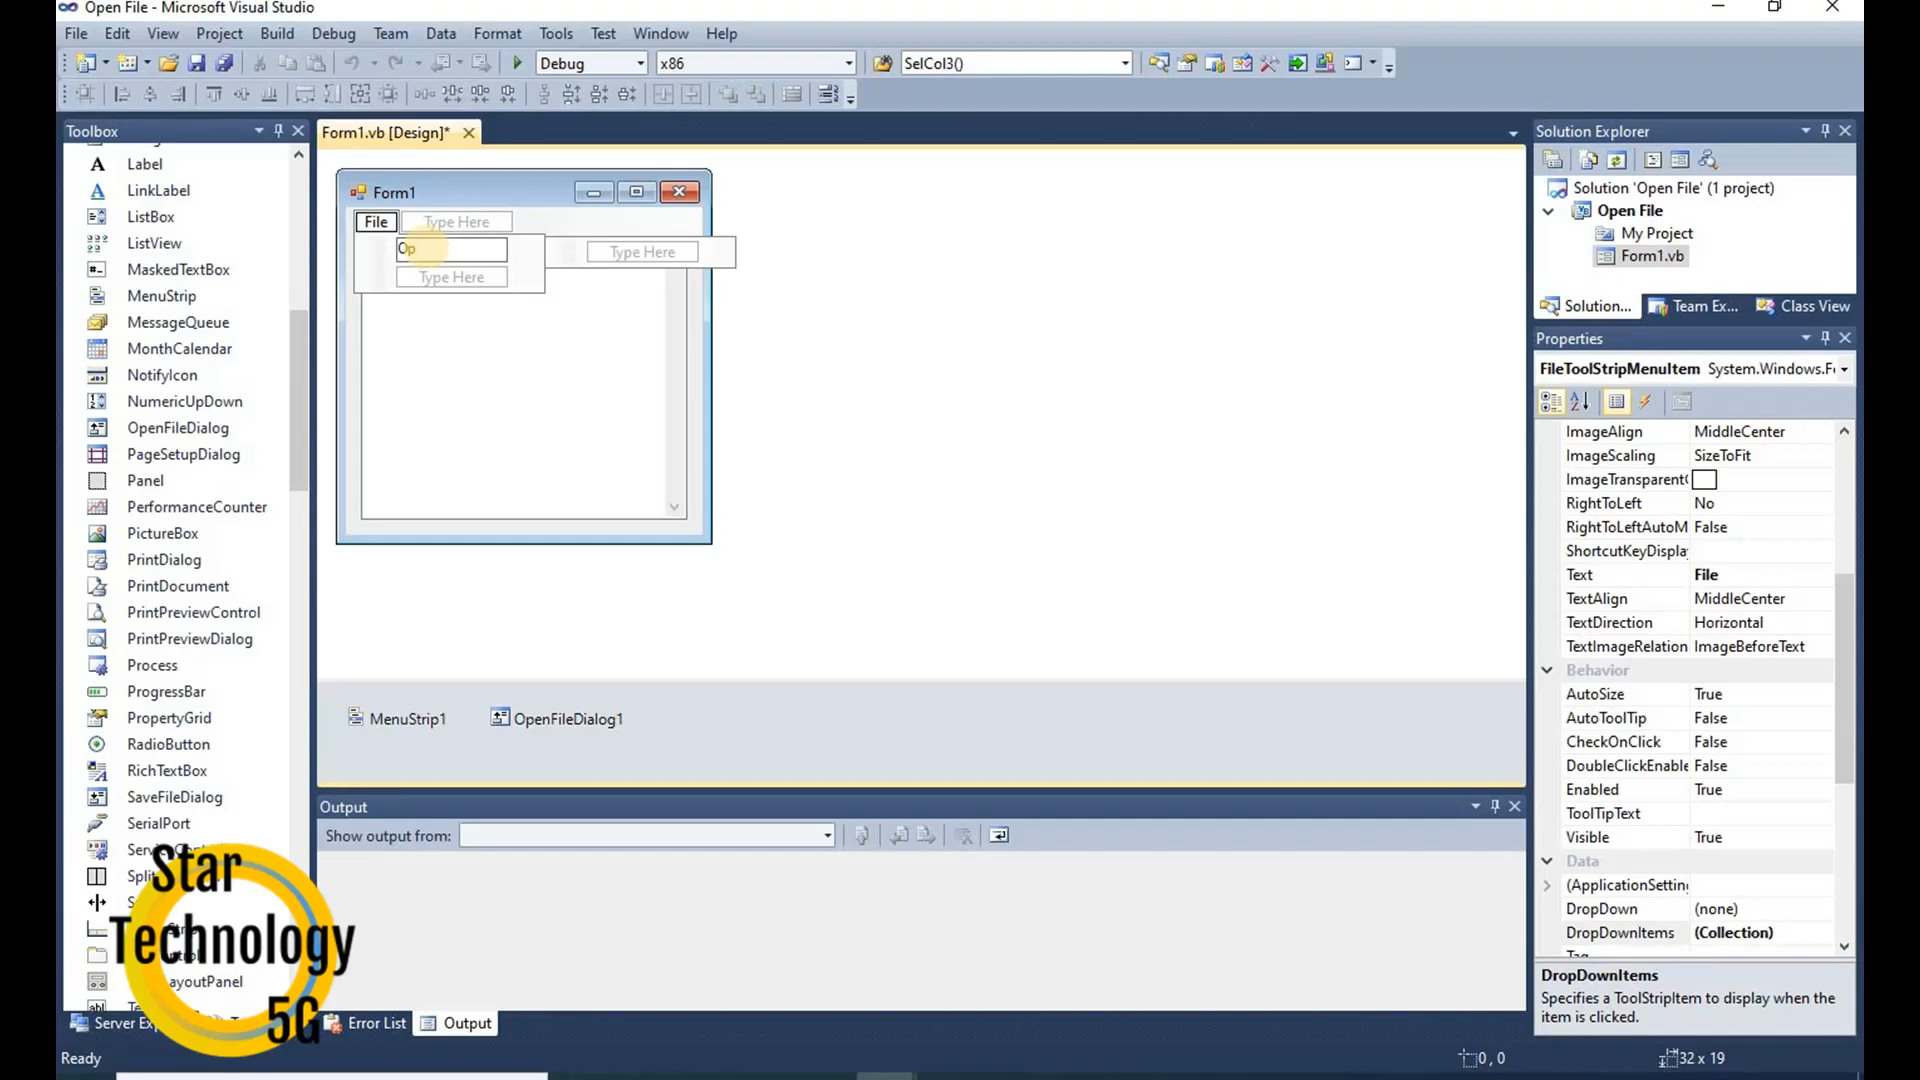 Open File - Microsoft Visual Studio
File Edit View Project Build Debug Team Data Format Tools Test Window Help
Debug x86 SelCol3()
Toolbox
Label
LinkLabel
ListBox
ListView
MaskedTextBox
MenuStrip
MessageQueue
MonthCalendar
NotifyIcon
NumericUpDown
OpenFileDialog
PageSetupDialog
Panel
PerformanceCounter
PictureBox
PrintDialog
PrintDocument
PrintPreviewControl
PrintPreviewDialog
Process
ProgressBar
PropertyGrid
RadioButton
RichTextBox
SaveFileDialog
SerialPort
Star
Technology
5G
ayoutPanel
Form1.vb [Design]*
Form1
File Type Here
Op Type Here
Type Here
MenuStrip1 OpenFileDialog1
Output
Show output from:
Server Exp
Error List Output
Solution Explorer
Solution 'Open File' (1 project)
Open File
My Project
Form1.vb
Solution... Team Ex... Class View
Properties
FileToolStripMenuItem System.Windows.F
ImageAlign MiddleCenter
ImageScaling SizeToFit
ImageTransparent
RightToLeft No
RightToLeftAutoM False
ShortcutKeyDispla
Text File
TextAlign MiddleCenter
TextDirection Horizontal
TextImageRelation ImageBeforeText
Behavior
AutoSize True
AutoToolTip False
CheckOnClick False
DoubleClickEnable False
Enabled True
ToolTipText
Visible True
Data
(ApplicationSettin
DropDown (none)
DropDownItems (Collection)
DropDownItems
Specifies a ToolStripItem to display when the
item is clicked.
Ready 0 , 0 32 x 19